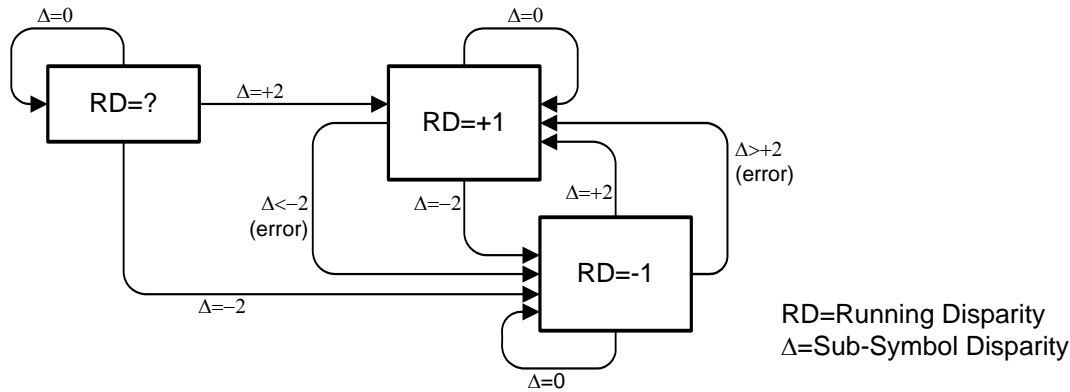 Δ=0
Δ=0
RD=?
Δ=+2
RD=+1
Δ>+2
(error)
Δ<−2
(error)
Δ=−2
Δ=+2
RD=-1
Δ=−2
RD=Running Disparity
Δ=Sub-Symbol Disparity
Δ=0